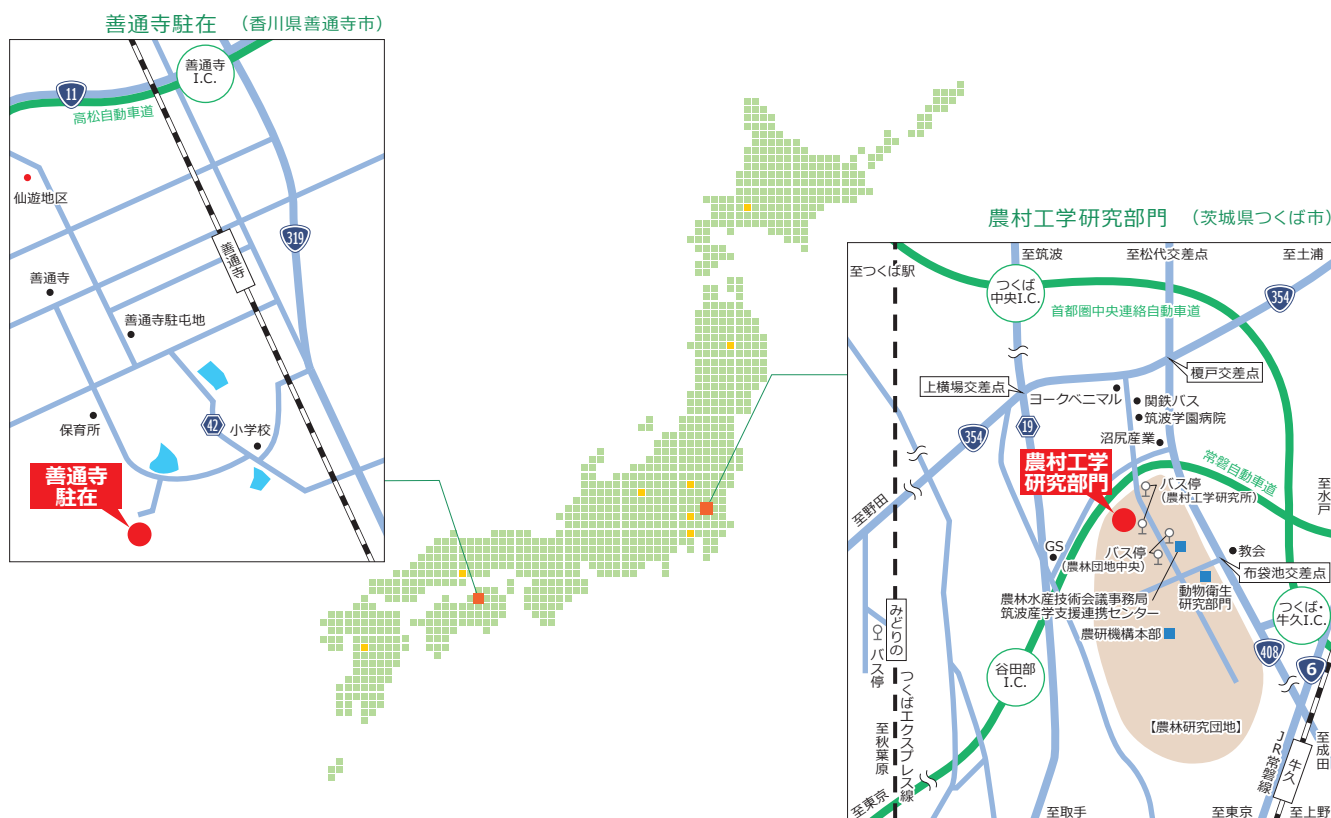 善通寺駐在 （香川県善通寺市）
善通寺
I.C.
11
高松自動車道
仙遊地区
319
善通寺
善通寺
善通寺駐屯地
42
保育所
小学校
善通寺
駐在
農村工学研究部門 （茨城県つくば市）
至つくば駅
至筑波
至松代交差点
至土浦
つくば
中央I.C.
354
首都圏中央連絡自動車道
榎戸交差点
上横場交差点
ヨークベニマル
関鉄バス
筑波学園病院
19
354
沼尻産業
農村工学
研究部門
常磐自動車道
バス停
（農村工学研究所）
至水戸
至野田
GS
バス停
（農林団地中央）
教会
布袋池交差点
農林水産技術会議事務局
筑波産学支援連携センター
動物衛生
研究部門
みどりの
つくば・
牛久I.C.
農研機構本部
バス停
408
6
谷田部
I.C.
つくばエクスプレス線
【農林研究団地】
至秋葉原
JR常磐線
牛久
至成田
至東京
至取手
至東京
至上野